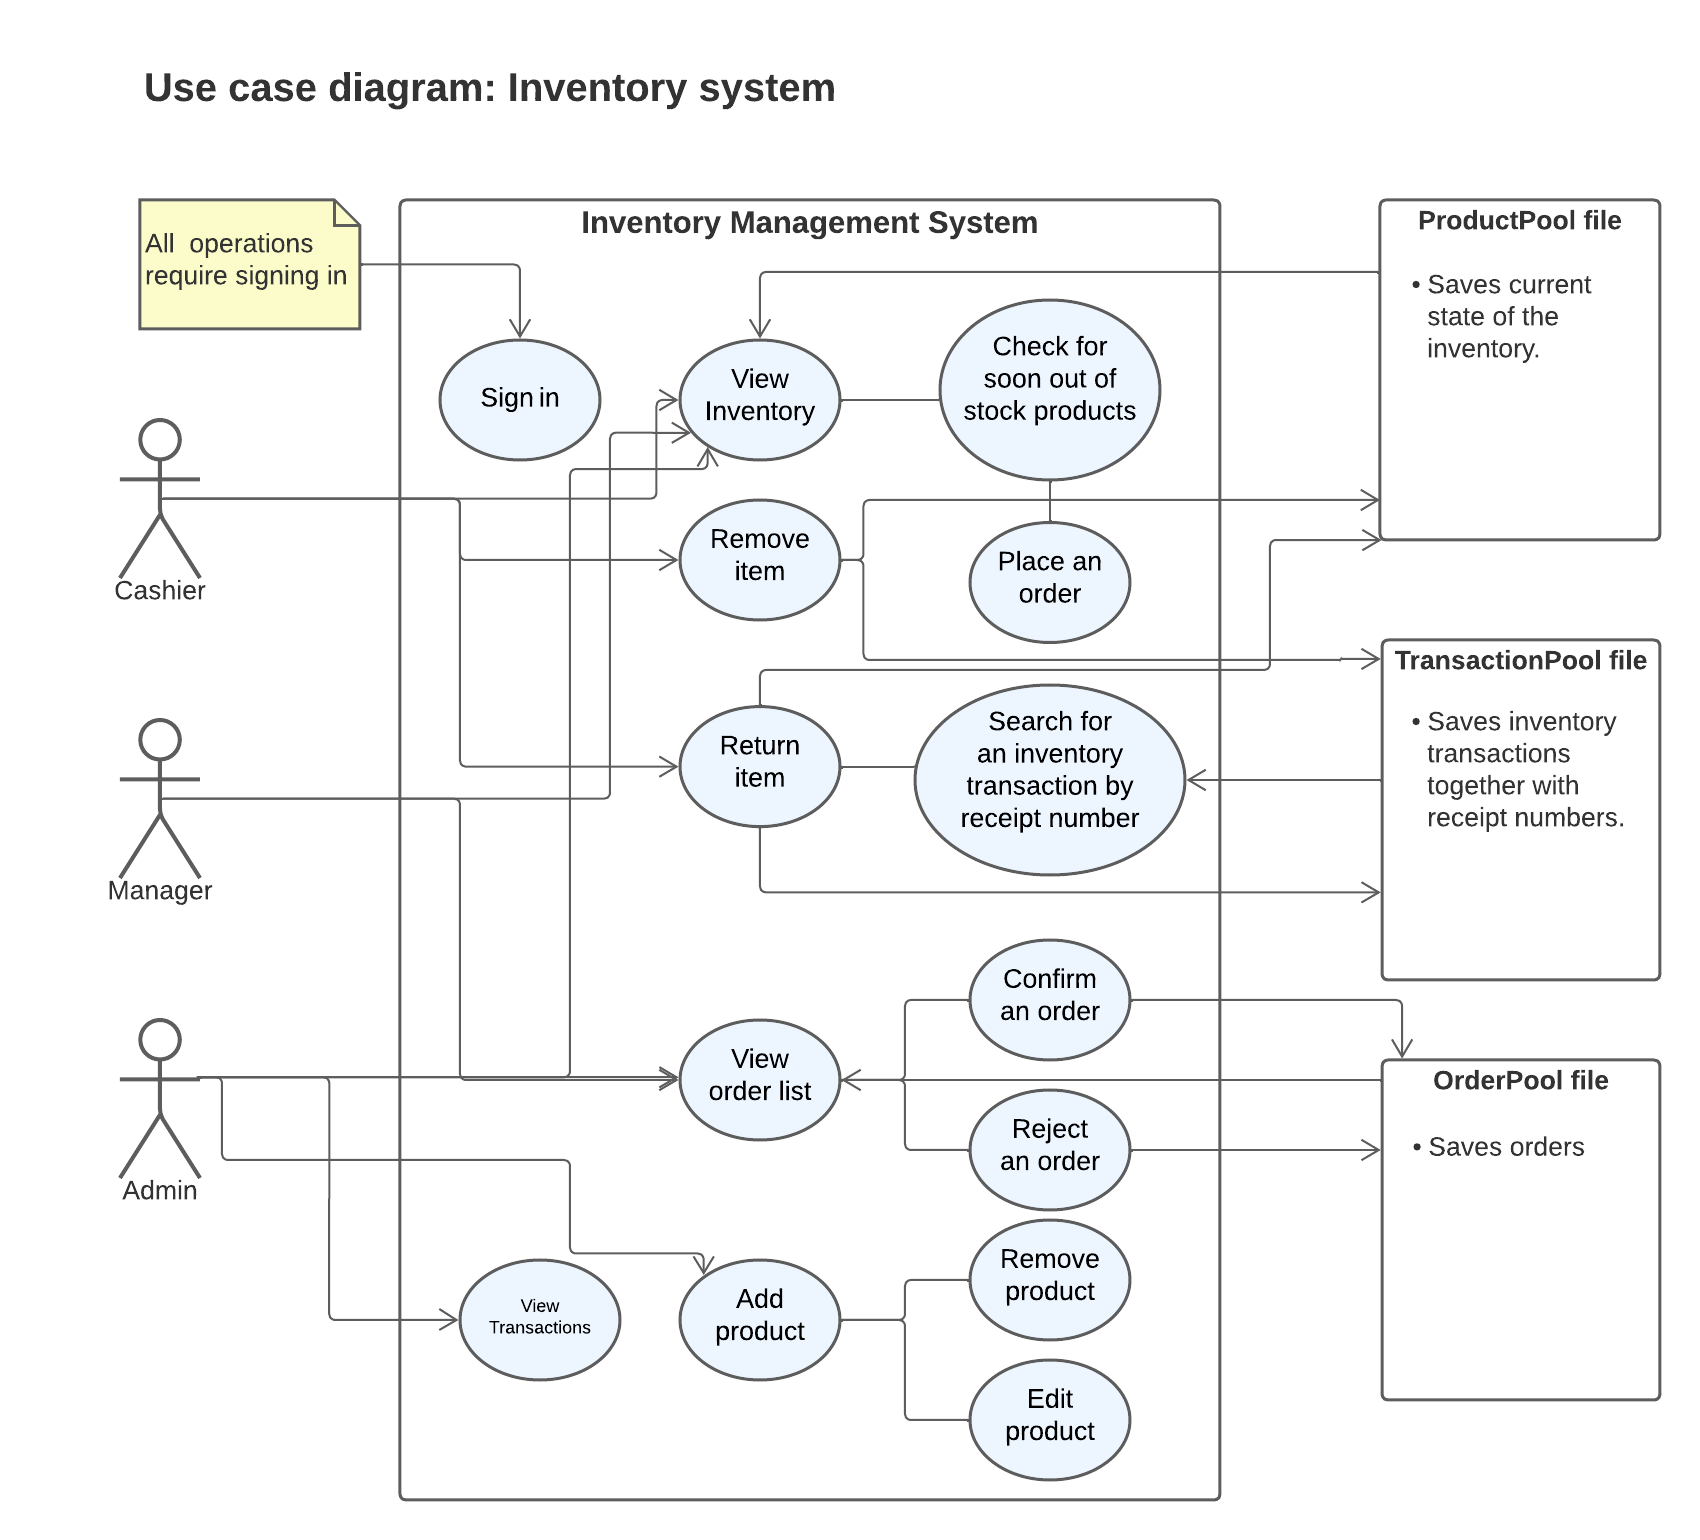 Use case diagram: Inventory system
All operations
require signing in
Inventory Management System
ProductPool file
• Saves current
state of the
inventory.
Sign in
View
Inventory
Check for
soon out of
stock products
Cashier
Remove
item
Place an
order
TransactionPool file
• Saves inventory
transactions
together with
receipt numbers.
Manager
Return
item
Search for
an inventory
transaction by
receipt number
Confirm
an order
Admin
View
order list
Reject
an order
OrderPool file
• Saves orders
View
Transactions
Add
product
Remove
product
Edit
product